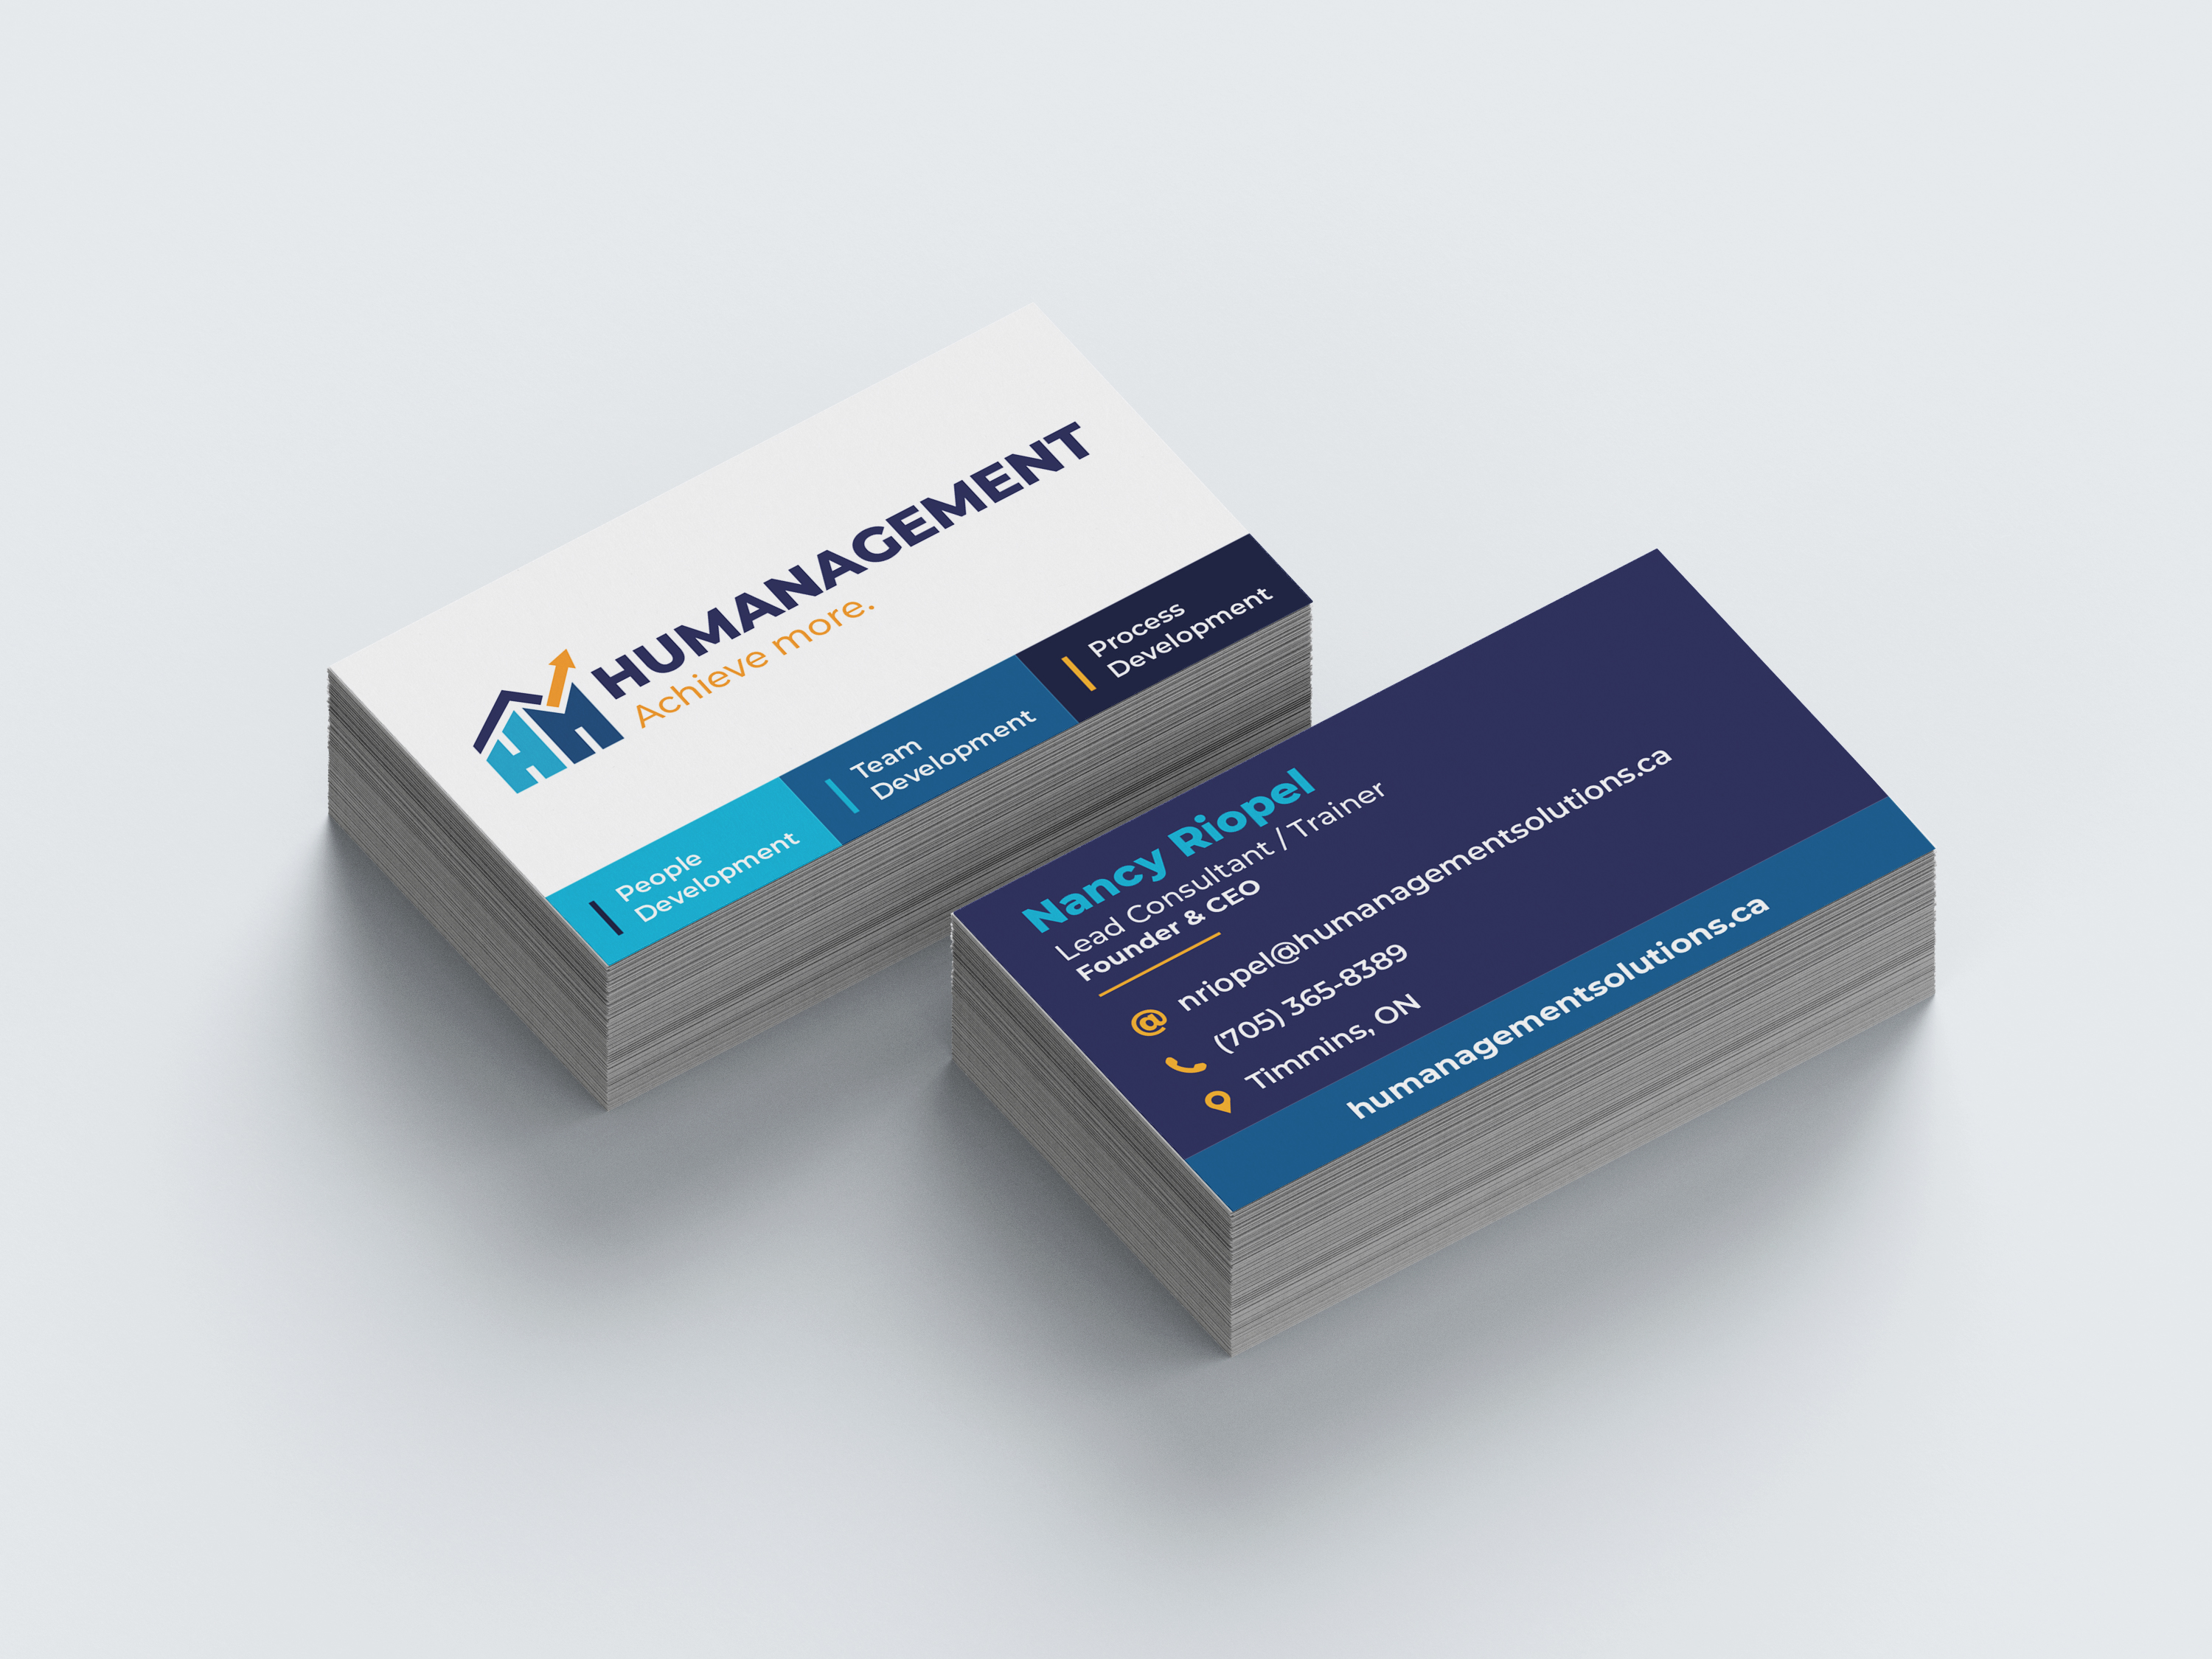 HM
HUMANAGEMENT
Achieve more.
People
Development
Team
Development
Process
Development
Nancy Riopel
Lead Consultant / Trainer
Founder & CEO
@ nriopel@humanagementsolutions.ca
(705) 365-8389
Timmins, ON
humanagementsolutions.ca